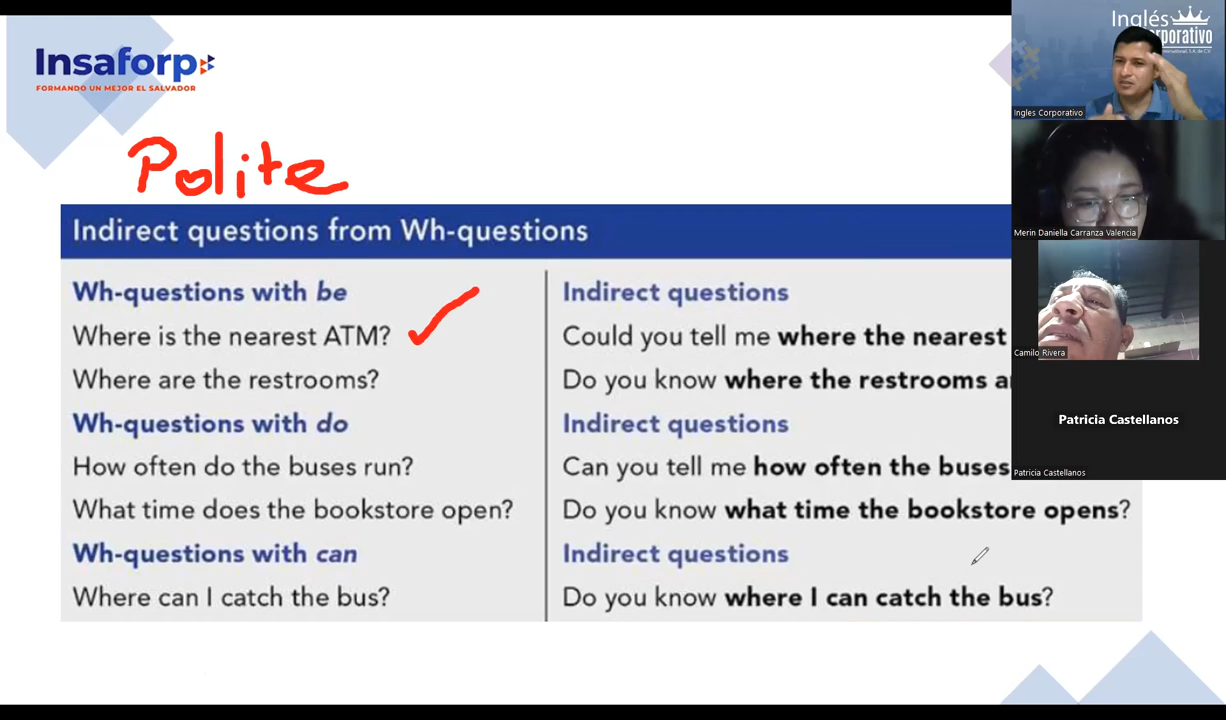 Insaforp
FORMANDO UN MEJOR EL SALVADOR
Polite
Indirect questions from Wh-questions
Wh-questions with be
Where is the nearest ATM?
Where are the restrooms?
Wh-questions with do
How often do the buses run?
What time does the bookstore open?
Wh-questions with can
Where can I catch the bus?
Indirect questions
Could you tell me where the nearest
Do you know where the restrooms
Indirect questions
Can you tell me how often the buses
Do you know what time the bookstore opens?
Indirect questions
Do you know where I can catch the bus?
Inglés
Ingles Corporativo
Merin Daniella Carranza Valencia
Camilo Rivera
Patricia Castellanos
Patricia Castellanos